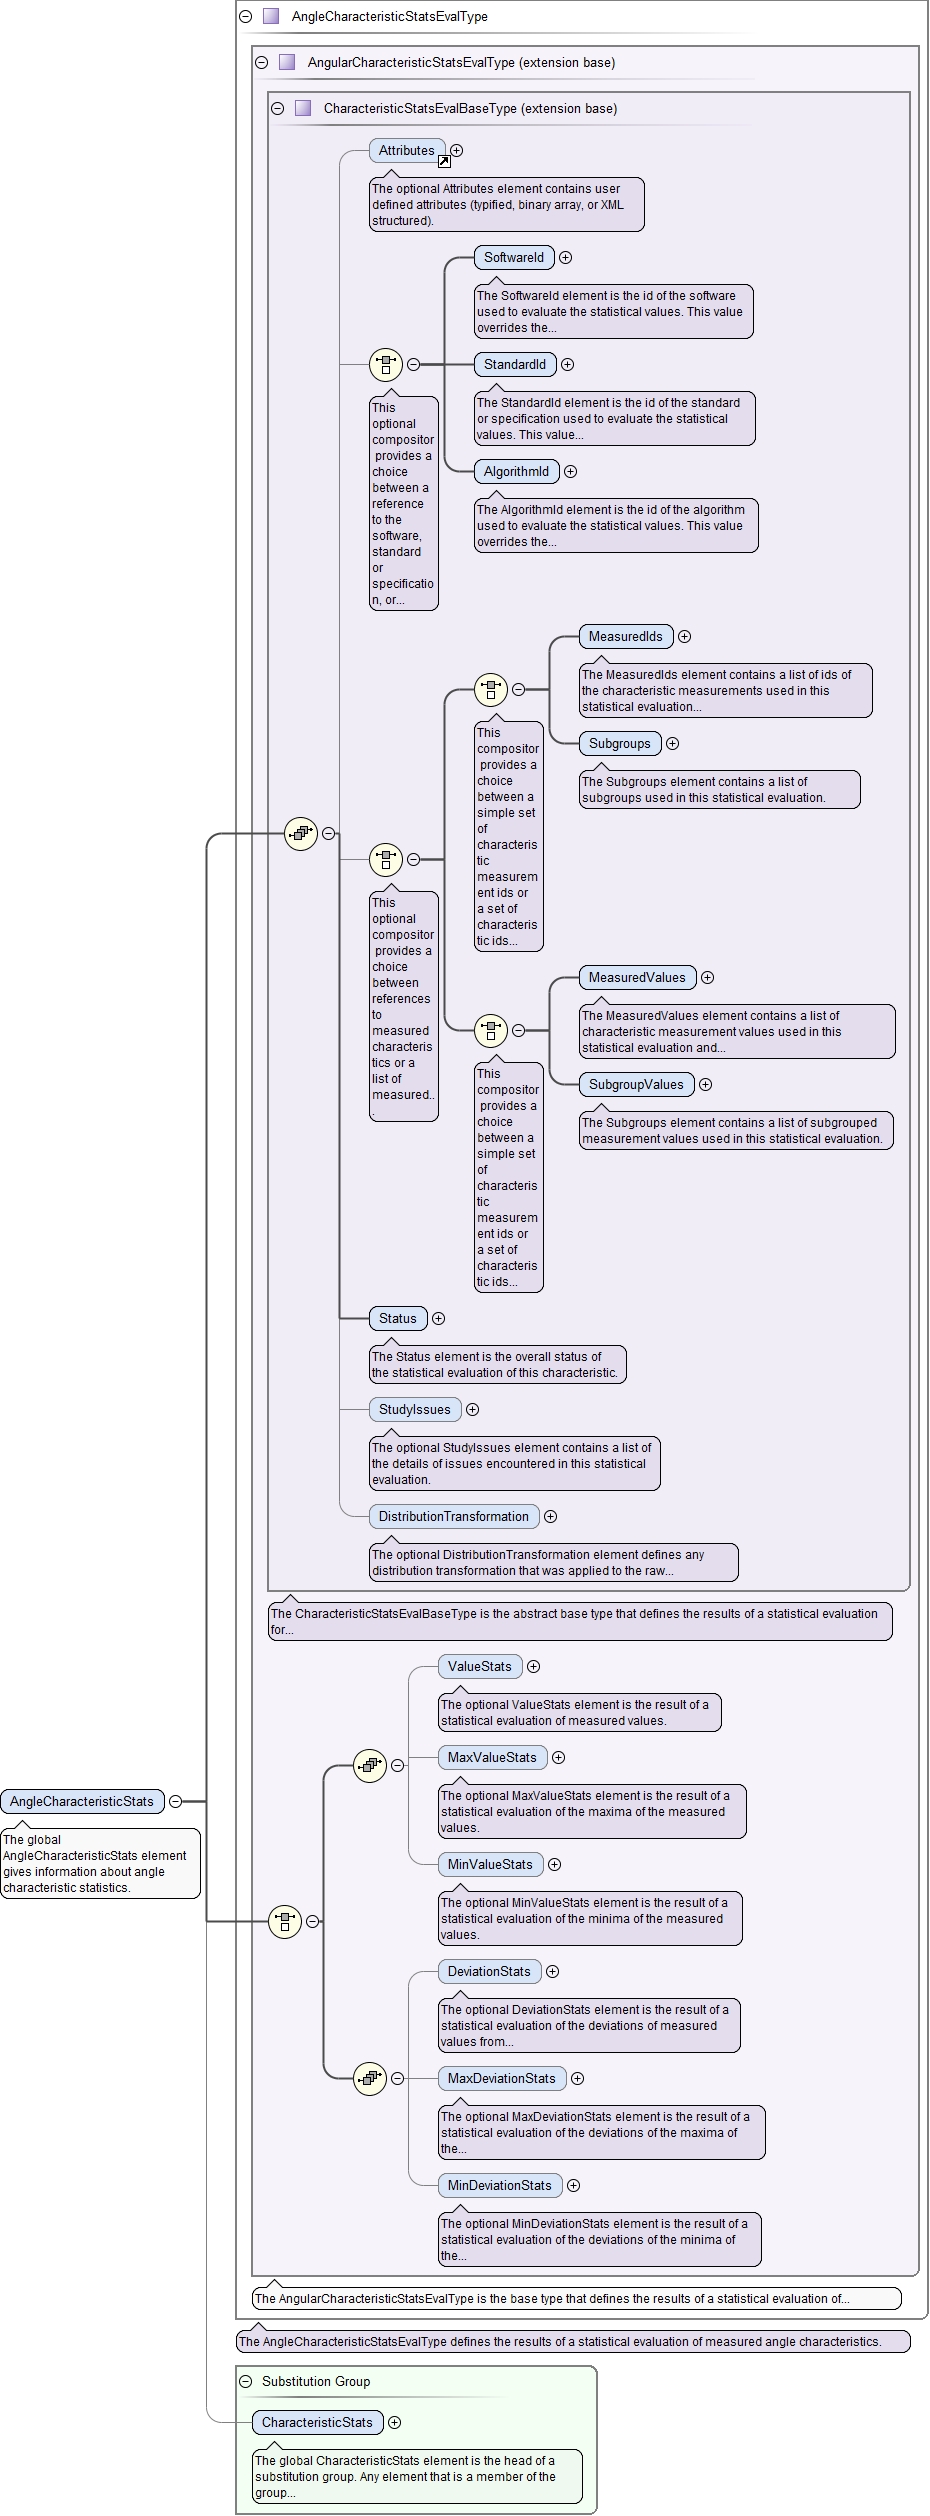 AngleCharacteristicStatsEvalType
AngularCharacteristicStatsEvalType (extension base)
CharacteristicStatsEvalBaseType (extension base)
Attributes
The optional Attributes element contains user
defined attributes (typified, binary array, or XML
structured).
SoftwareId
The SoftwareId element is the id of the software
used to evaluate the statistical values. This value
overrides the...
StandardId
The StandardId element is the id of the standard
or specification used to evaluate the statistical
values. This value...
AlgorithmId
The AlgorithmId element is the id of the algorithm
used to evaluate the statistical values. This value
overrides the...
This
optional
compositor
provides a
choice
between a
reference
to the
software,
standard
or
specificatio
n, or...
MeasuredIds
The MeasuredIds element contains a list of ids of
the characteristic measurements used in this
statistical evaluation...
Subgroups
The Subgroups element contains a list of
subgroups used in this statistical evaluation.
This
compositor
provides a
choice
between a
simple set
of
characteris
tic
measurem
ent ids or
a set of
characteris
tic ids...
This
optional
compositor
provides a
choice
between
references
to
measured
characteris
tics or a
list of
measured..
.
MeasuredValues
The MeasuredValues element contains a list of
characteristic measurement values used in this
statistical evaluation and...
SubgroupValues
The Subgroups element contains a list of subgrouped
measurement values used in this statistical evaluation.
This
compositor
provides a
choice
between a
simple set
of
characteris
tic
measurem
ent ids or
a set of
characteris
tic ids...
Status
The Status element is the overall status of
the statistical evaluation of this characteristic.
StudyIssues
The optional StudyIssues element contains a list of
the details of issues encountered in this statistical
evaluation.
DistributionTransformation
The optional DistributionTransformation element defines any
distribution transformation that was applied to the raw...
The CharacteristicStatsEvalBaseType is the abstract base type that defines the results of a statistical evaluation
for...
ValueStats
The optional ValueStats element is the result of a
statistical evaluation of measured values.
MaxValueStats
The optional MaxValueStats element is the result of a
statistical evaluation of the maxima of the measured
values.
MinValueStats
The optional MinValueStats element is the result of a
statistical evaluation of the minima of the measured
values.
AngleCharacteristicStats
The global
AngleCharacteristicStats element
gives information about angle
characteristic statistics.
DeviationStats
The optional DeviationStats element is the result of a
statistical evaluation of the deviations of measured
values from...
MaxDeviationStats
The optional MaxDeviationStats element is the result of a
statistical evaluation of the deviations of the maxima of
the...
MinDeviationStats
The optional MinDeviationStats element is the result of a
statistical evaluation of the deviations of the minima of
the...
The AngularCharacteristicStatsEvalType is the base type that defines the results of a statistical evaluation of...
The AngleCharacteristicStatsEvalType defines the results of a statistical evaluation of measured angle characteristics.
Substitution Group
CharacteristicStats
The global CharacteristicStats element is the head of a
substitution group. Any element that is a member of the
group...